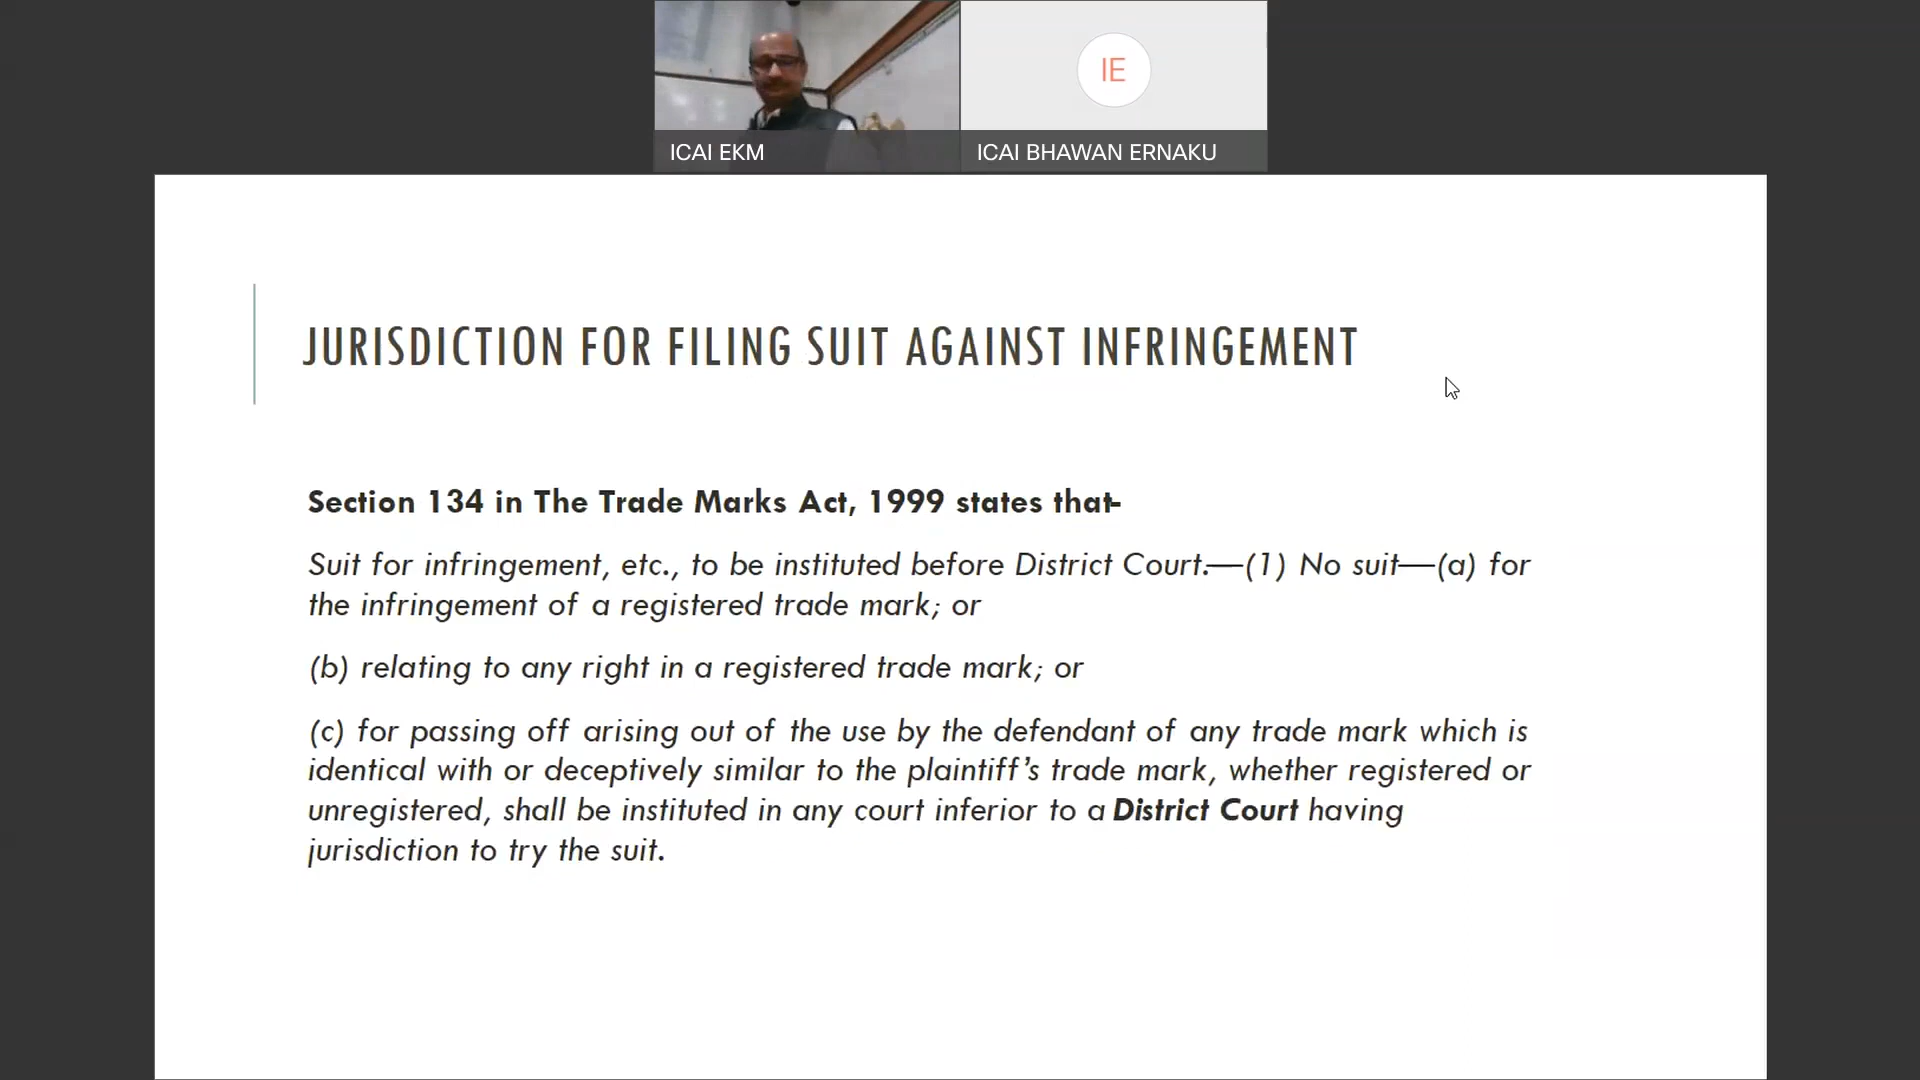 IE
ICAI EKM
ICAI BHAWAN ERNAKU
JURISDICTION FOR FILING SUIT AGAINST INFRINGEMENT
Section 134 in The Trade Marks Act, 1999 states that-
Suit for infringement, etc., to be instituted before District Court.—(1) No suit—(a) for
the infringement of a registered trade mark; or
(b) relating to any right in a registered trade mark; or
(c) for passing off arising out of the use by the defendant of any trade mark which is
identical with or deceptively similar to the plaintiff’s trade mark, whether registered or
unregistered, shall be instituted in any court inferior to a District Court having
jurisdiction to try the suit.